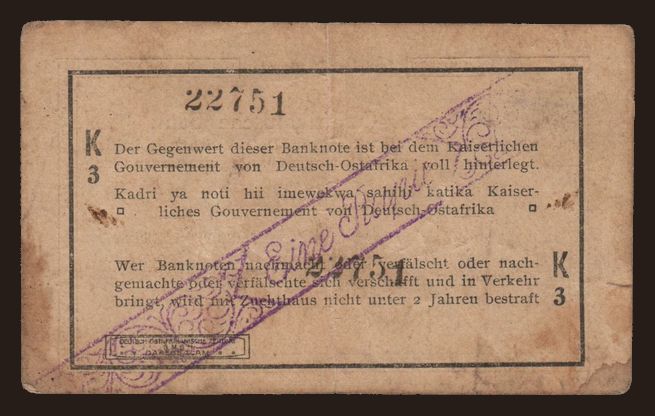 22751
K
3
Der Gegenwert dieser Banknote ist bei dem Kaiserlichen
Gouvernement von Deutsch-Ostafrika voll hinterlegt.
Kadri ya noti hii imewekwa sahihi katika Kaiser-
liches Gouvernement von Deutsch-Ostafrika
Eine Rupie
22751
Wer Banknoten nachmacht oder verfälscht oder nach-
gemachte oder verfälschte sich verschafft und in Verkehr
bringt, wird mit Zuchthaus nicht unter 2 Jahren bestraft
K
3
DARESSALAM